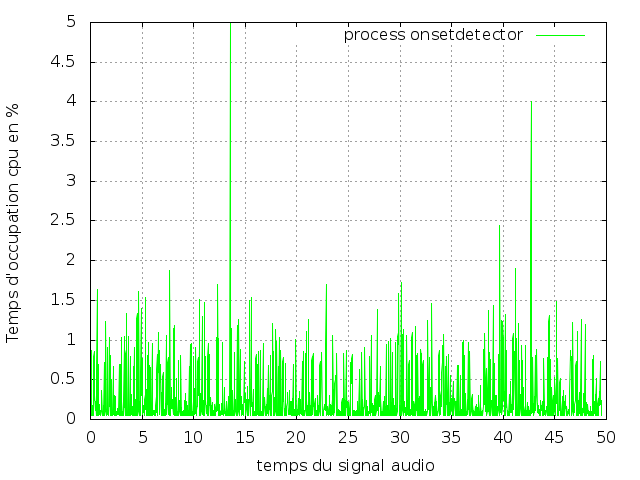 process onsetdetector
Temps d'occupation cpu en %
5
4.5
4
3.5
3
2.5
2
1.5
1
0.5
0
0 5 10 15 20 25 30 35 40 45 50
temps du signal audio